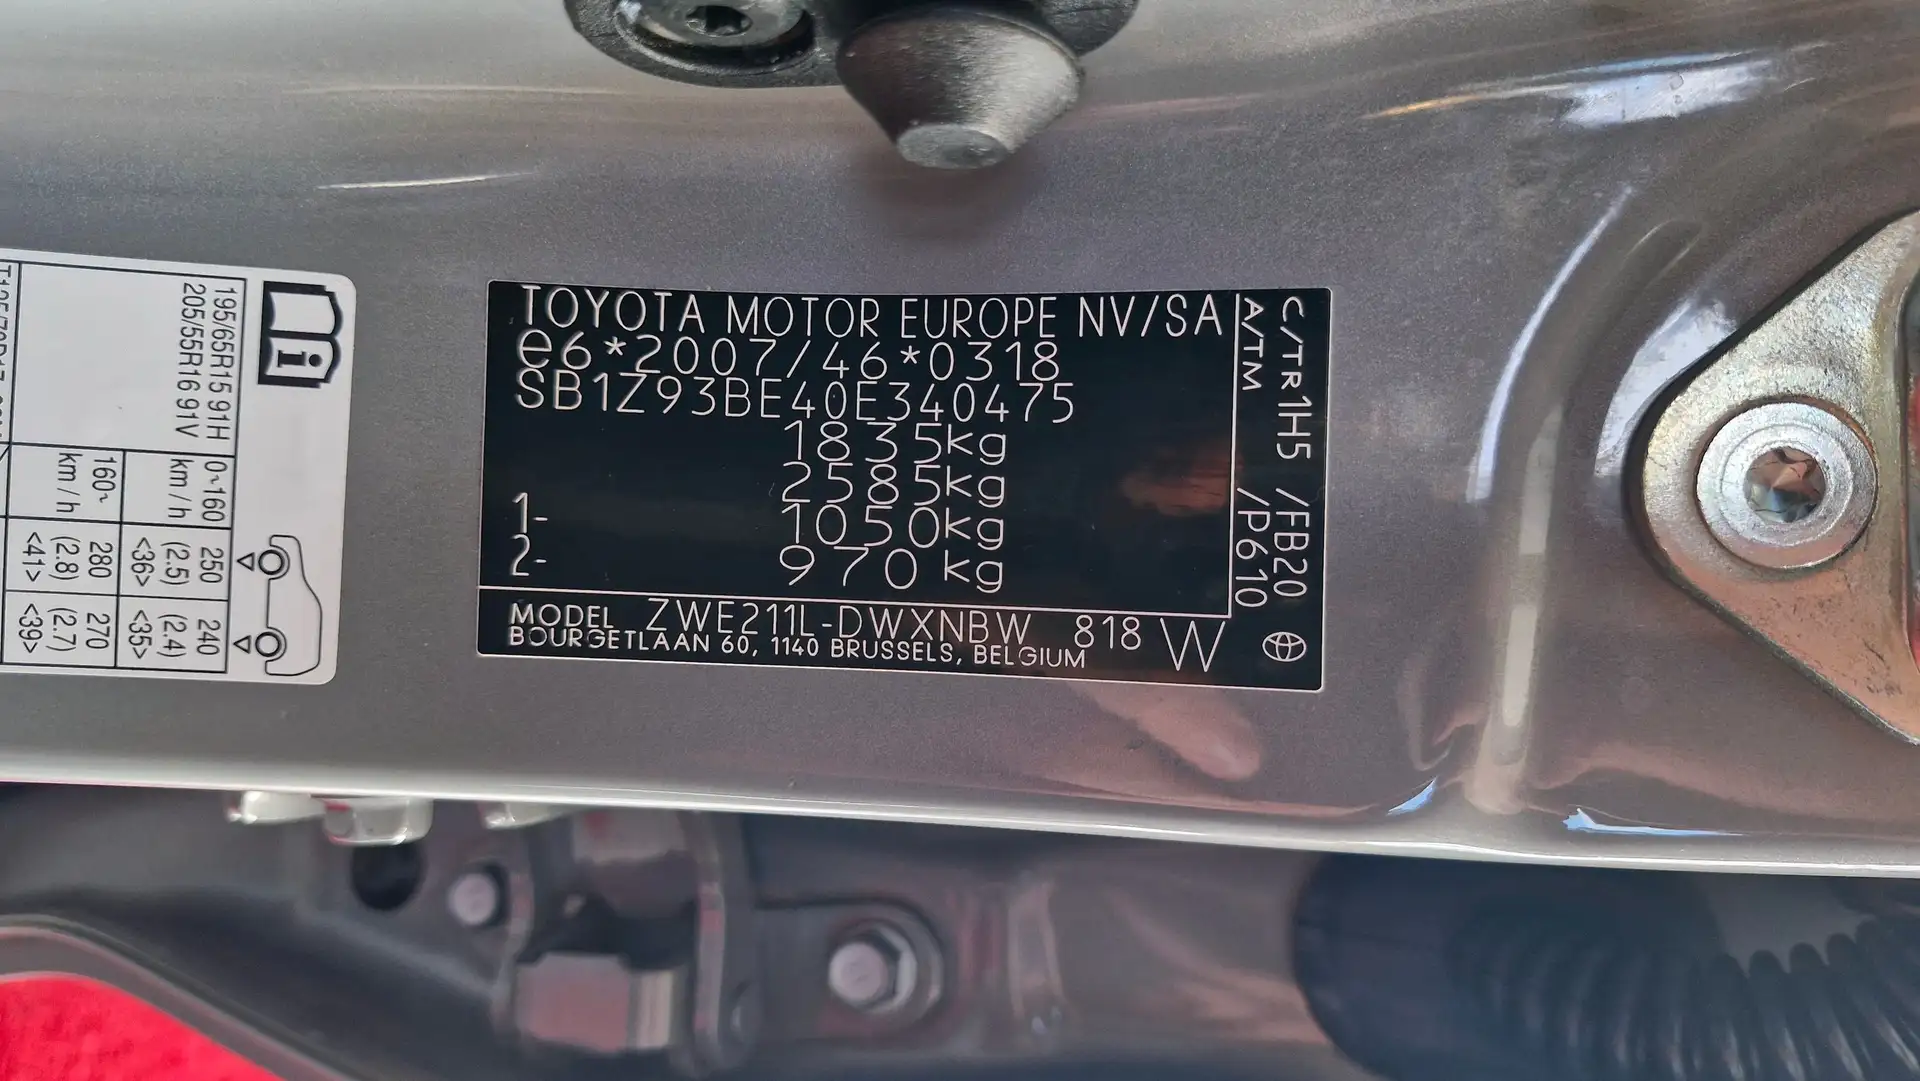 TOYOTA MOTOR EUROPE NV/SA
e6*2007/46*0318
SB1Z93BE40E340475
1835kg
2585kg
1- 1050kg
2- 970kg
MODEL ZWE211L-DWXNBW 818 W
BOURGETLAAN 60, 1140 BRUSSELS, BELGIUM
C/TR 1H5 /FB20
A/TM /P610
i
195/65R15 91H
205/55R16 91V
0~160 km/h
250 (2.5) <36>
240 (2.4) <35>
160~ km/h
280 (2.8) <41>
270 (2.7) <39>